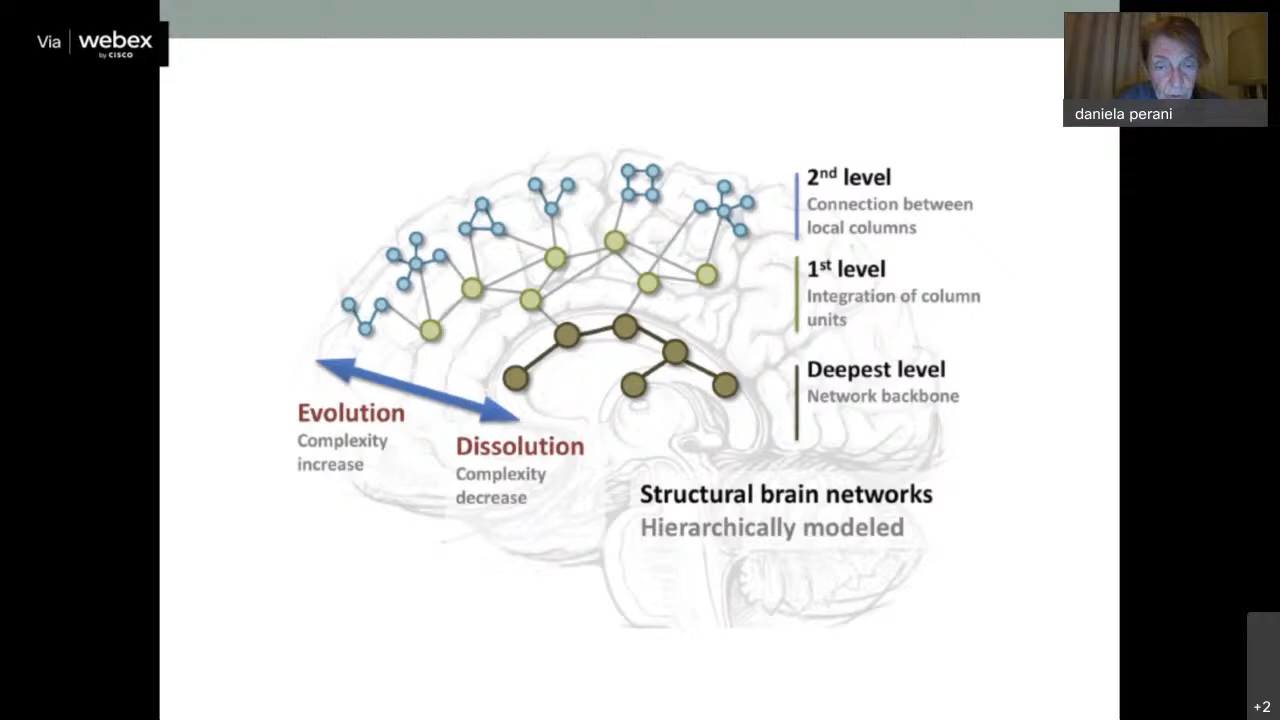 Via webex
by CISCO
daniela perani
2nd level
Connection between
local columns
1st level
Integration of column
units
Deepest level
Network backbone
Evolution
Complexity
increase
Dissolution
Complexity
decrease
Structural brain networks
Hierarchically modeled
+2